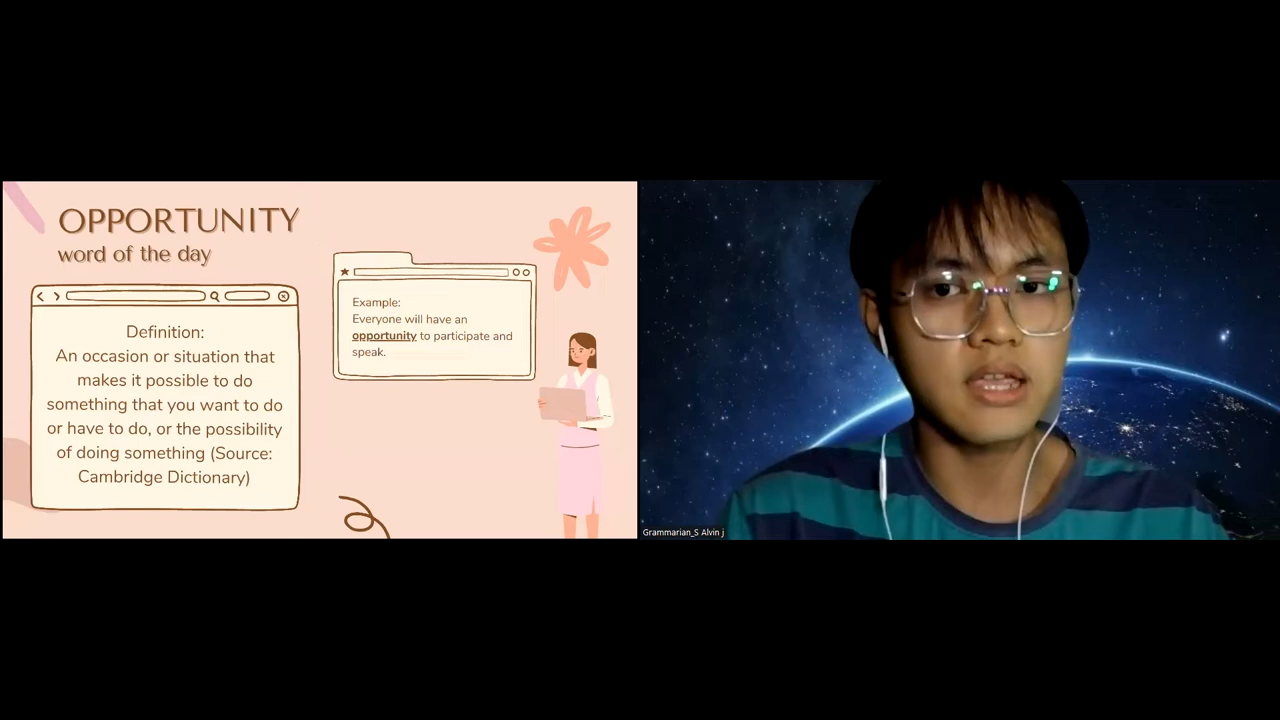 OPPORTUNITY
word of the day
Definition:
An occasion or situation that
makes it possible to do
something that you want to do
or have to do, or the possibility
of doing something (Source:
Cambridge Dictionary)
Example:
Everyone will have an
opportunity to participate and
speak.
Grammarian_S Alvin j